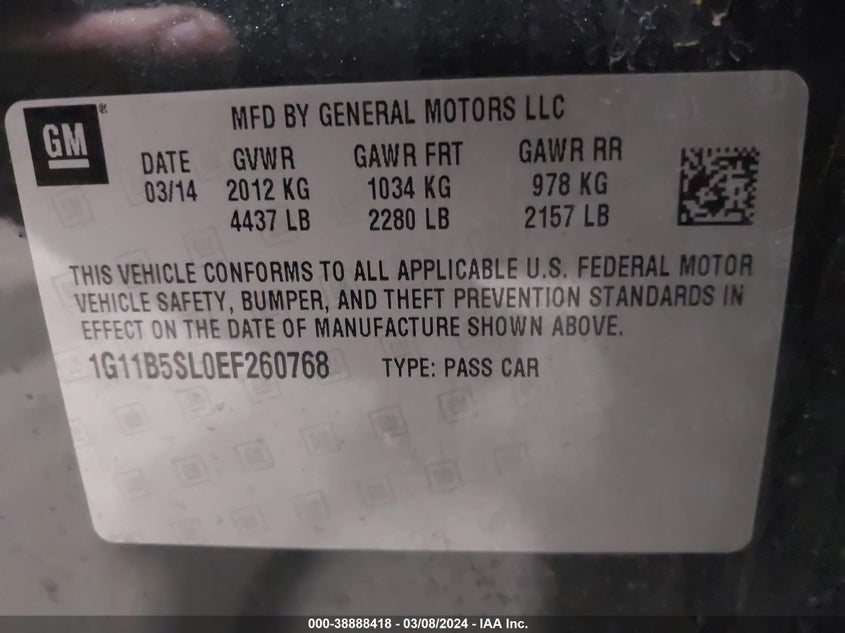 GM
®
MFD BY GENERAL MOTORS LLC
DATE GVWR GAWR FRT GAWR RR
03/14 2012 KG 1034 KG 978 KG
4437 LB 2280 LB 2157 LB
THIS VEHICLE CONFORMS TO ALL APPLICABLE U.S. FEDERAL MOTOR
VEHICLE SAFETY, BUMPER, AND THEFT PREVENTION STANDARDS IN
EFFECT ON THE DATE OF MANUFACTURE SHOWN ABOVE.
1G11B5SL0EF260768 TYPE: PASS CAR
000-38888418 - 03/08/2024 - IAA Inc.